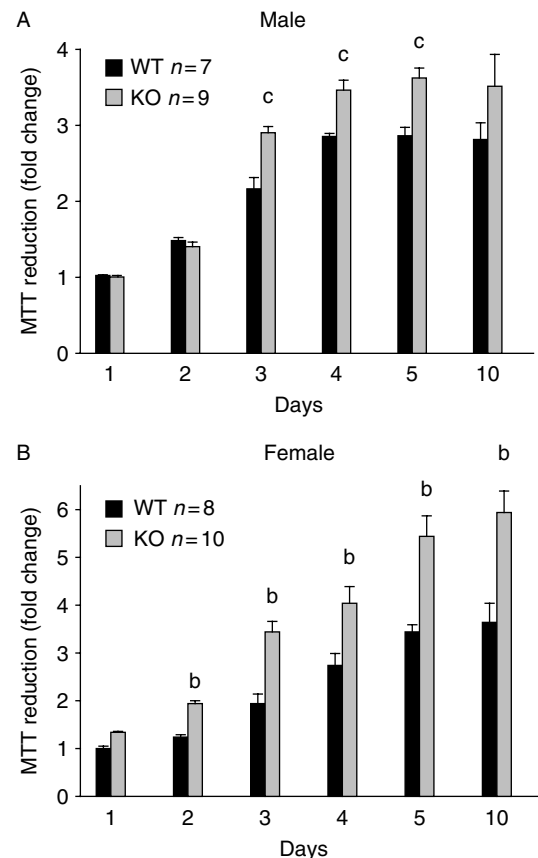 A
Male
MTT reduction (fold change)
4
3
2
1
0
WT n=7
KO n=9
c
c
c
1 2 3 4 5 10
Days
B
Female
MTT reduction (fold change)
6
5
4
3
2
1
0
WT n=8
KO n=10
b
b
b
b
b
1 2 3 4 5 10
Days